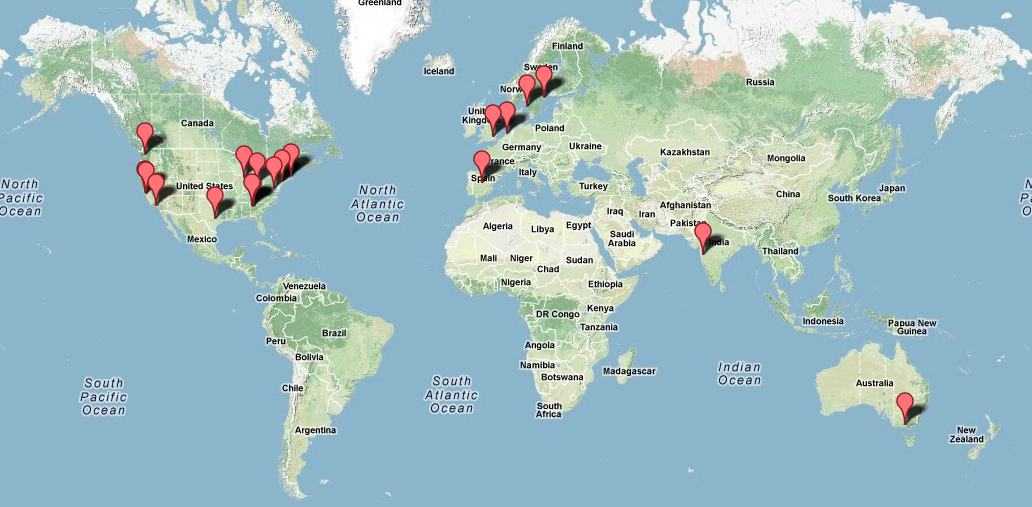 Greenland
Iceland
Finland
Sweden
Norw
Russia
Unit
Kingd
Poland
Canada
Germany
Ukraine
Kazakhstan
Mongolia
rance
Italy
Spain
Turkey
North
Pacific
Ocean
United States
North
Atlantic
Ocean
China
Japan
South Korea
N
O
Afghanistan
Iraq
Iran
Pakistan
Algeria
Libya
Egypt
Saudi
Arabia
India
Mexico
Thailand
Mali
Niger
Chad
Sudan
Nigeria
Ethiopia
Venezuela
Colombia
DR Congo
Kenya
Tanzania
Indonesia
Papua New
Guinea
Brazil
Peru
Bolivia
Angola
Namibia
Botswana
Madagascar
Indian
Ocean
South
Pacific
Ocean
Chile
South
Atlantic
Ocean
Australia
South
Africa
Argentina
New
Zealand